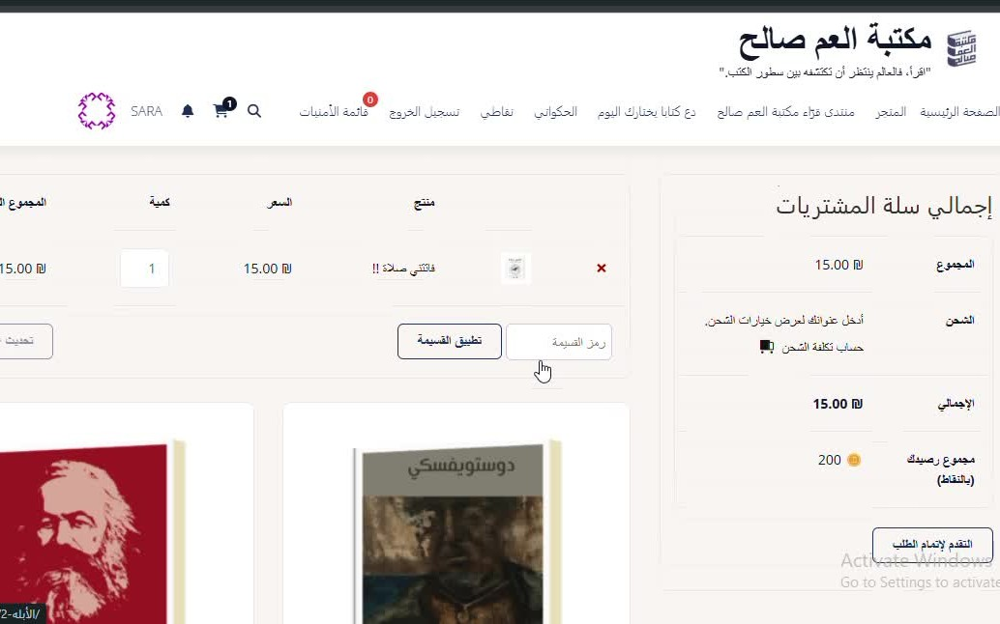 مكتبة العم صالح
"اقرأ، فالعالم ينتظر أن تكتشفه بين سطور الكتب."
الصفحة الرئيسية المتجر منتدى قرّاء مكتبة العم صالح دع كتابا يختارك اليوم الحكواتي نقاطي تسجيل الخروج قائمة الأمنيات 0
1 SARA
إجمالي سلة المشتريات
المجموع 15.00 ₪
الشحن أدخل عنوانك لعرض خيارات الشحن.
حساب تكلفة الشحن
الإجمالي 15.00 ₪
مجموع رصيدك (بالنقاط) 200
التقدم لإتمام الطلب
منتج السعر كمية المجموع
فاتتني صلاة !! 15.00 ₪ 1 15.00 ₪
رمز القسيمة تطبيق القسيمة تحديث
دوستويفسكي
Activate Windows
Go to Settings to activate
الأبله-2/